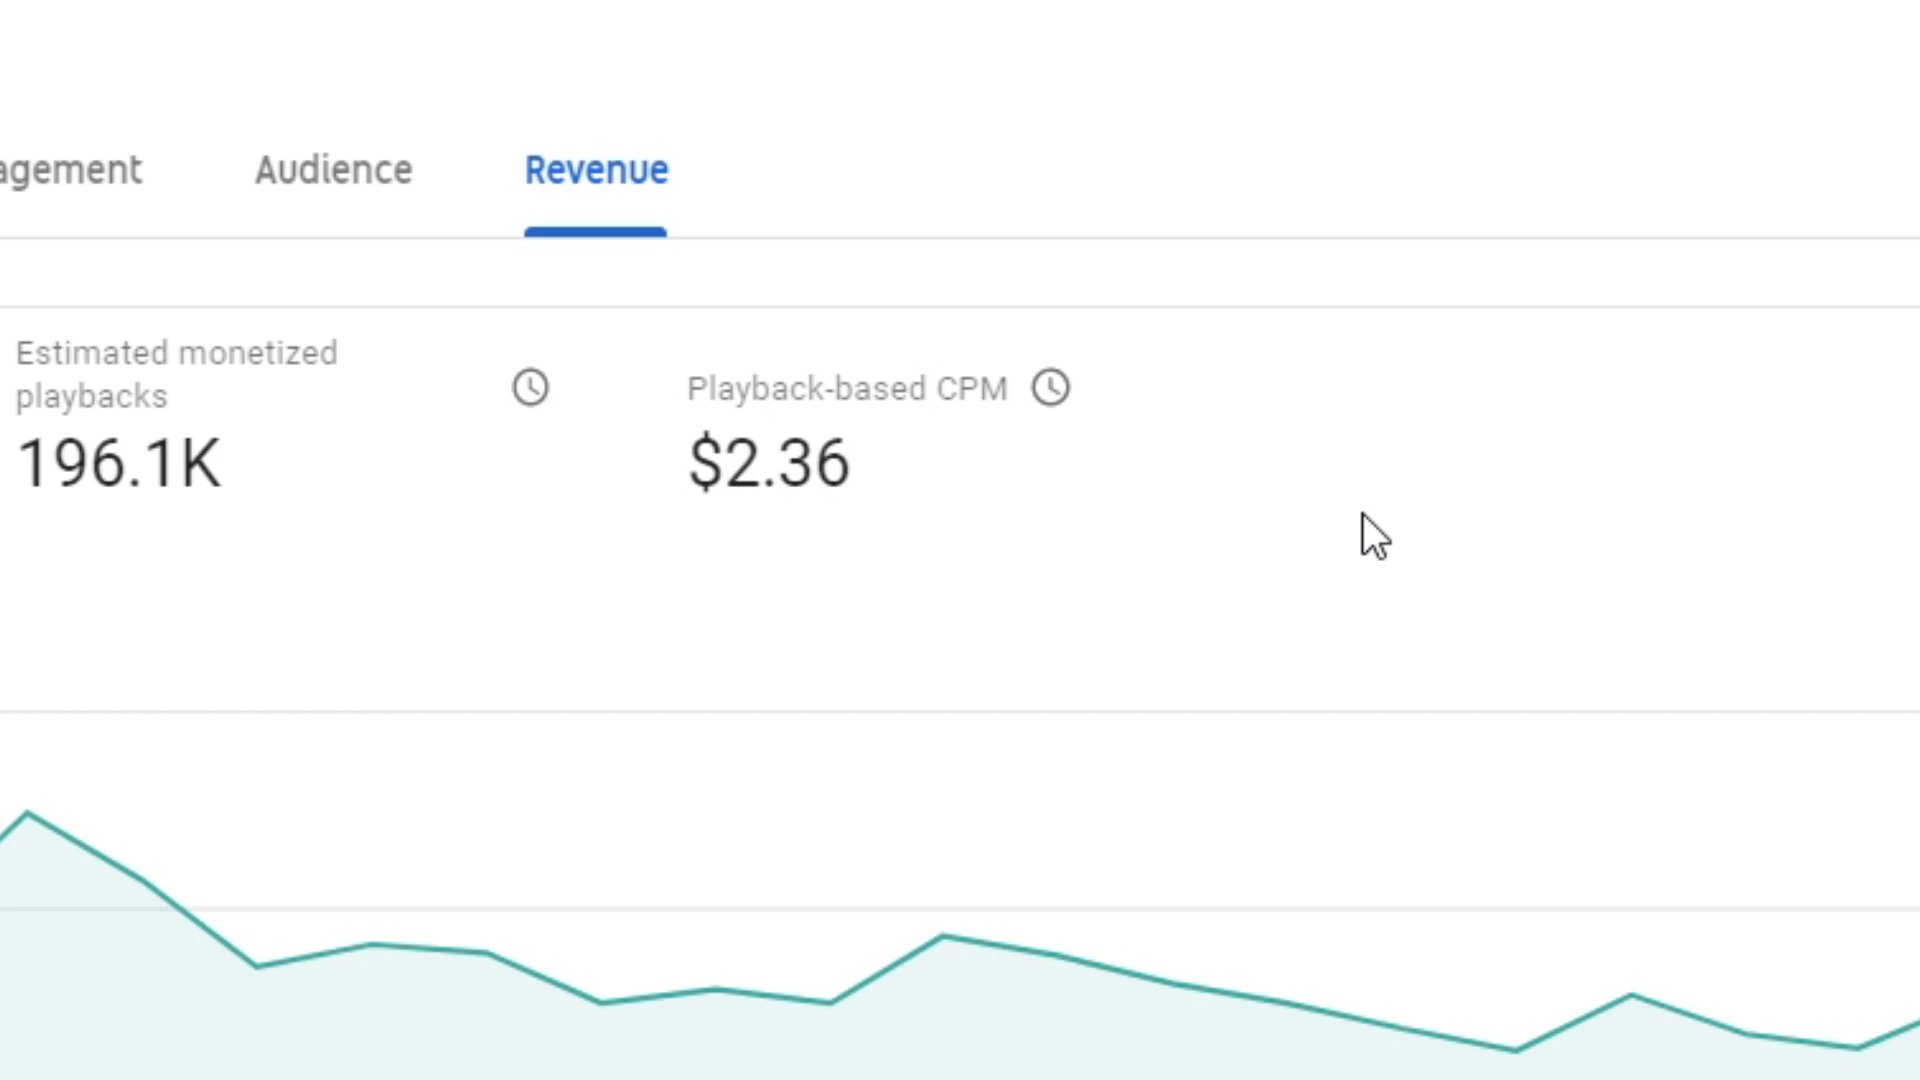 agement Audience Revenue
Estimated monetized
playbacks
196.1K
Playback-based CPM
$2.36